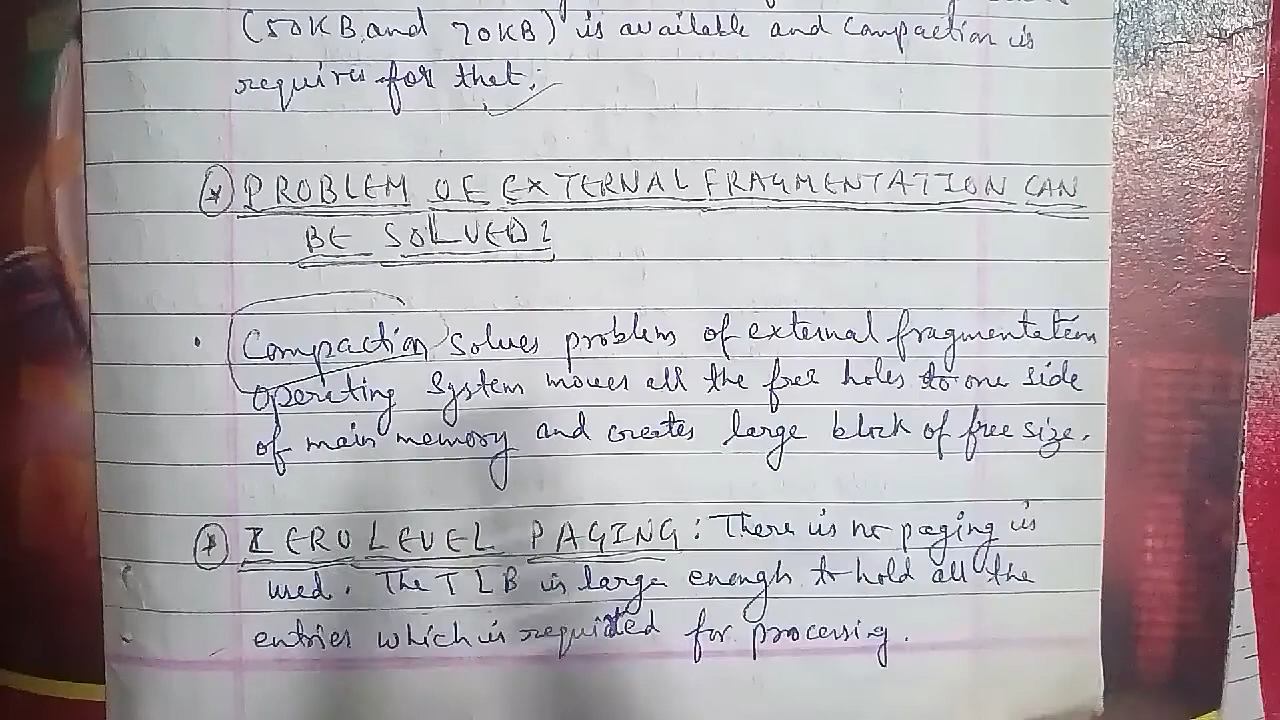 (50KB and 70KB) is available and Compaction is
requires for that.
* PROBLEM OF EXTERNAL FRAGMENTATION CAN
BE SOLVED?
• Compaction solves problem of external fragmentation
operating system moves all the free holes to one side
of main memory and creates large block of free size.
* ZERO LEVEL PAGING: There is no paging is
used. The TLB is large enough to hold all the
entries which is required for processing.